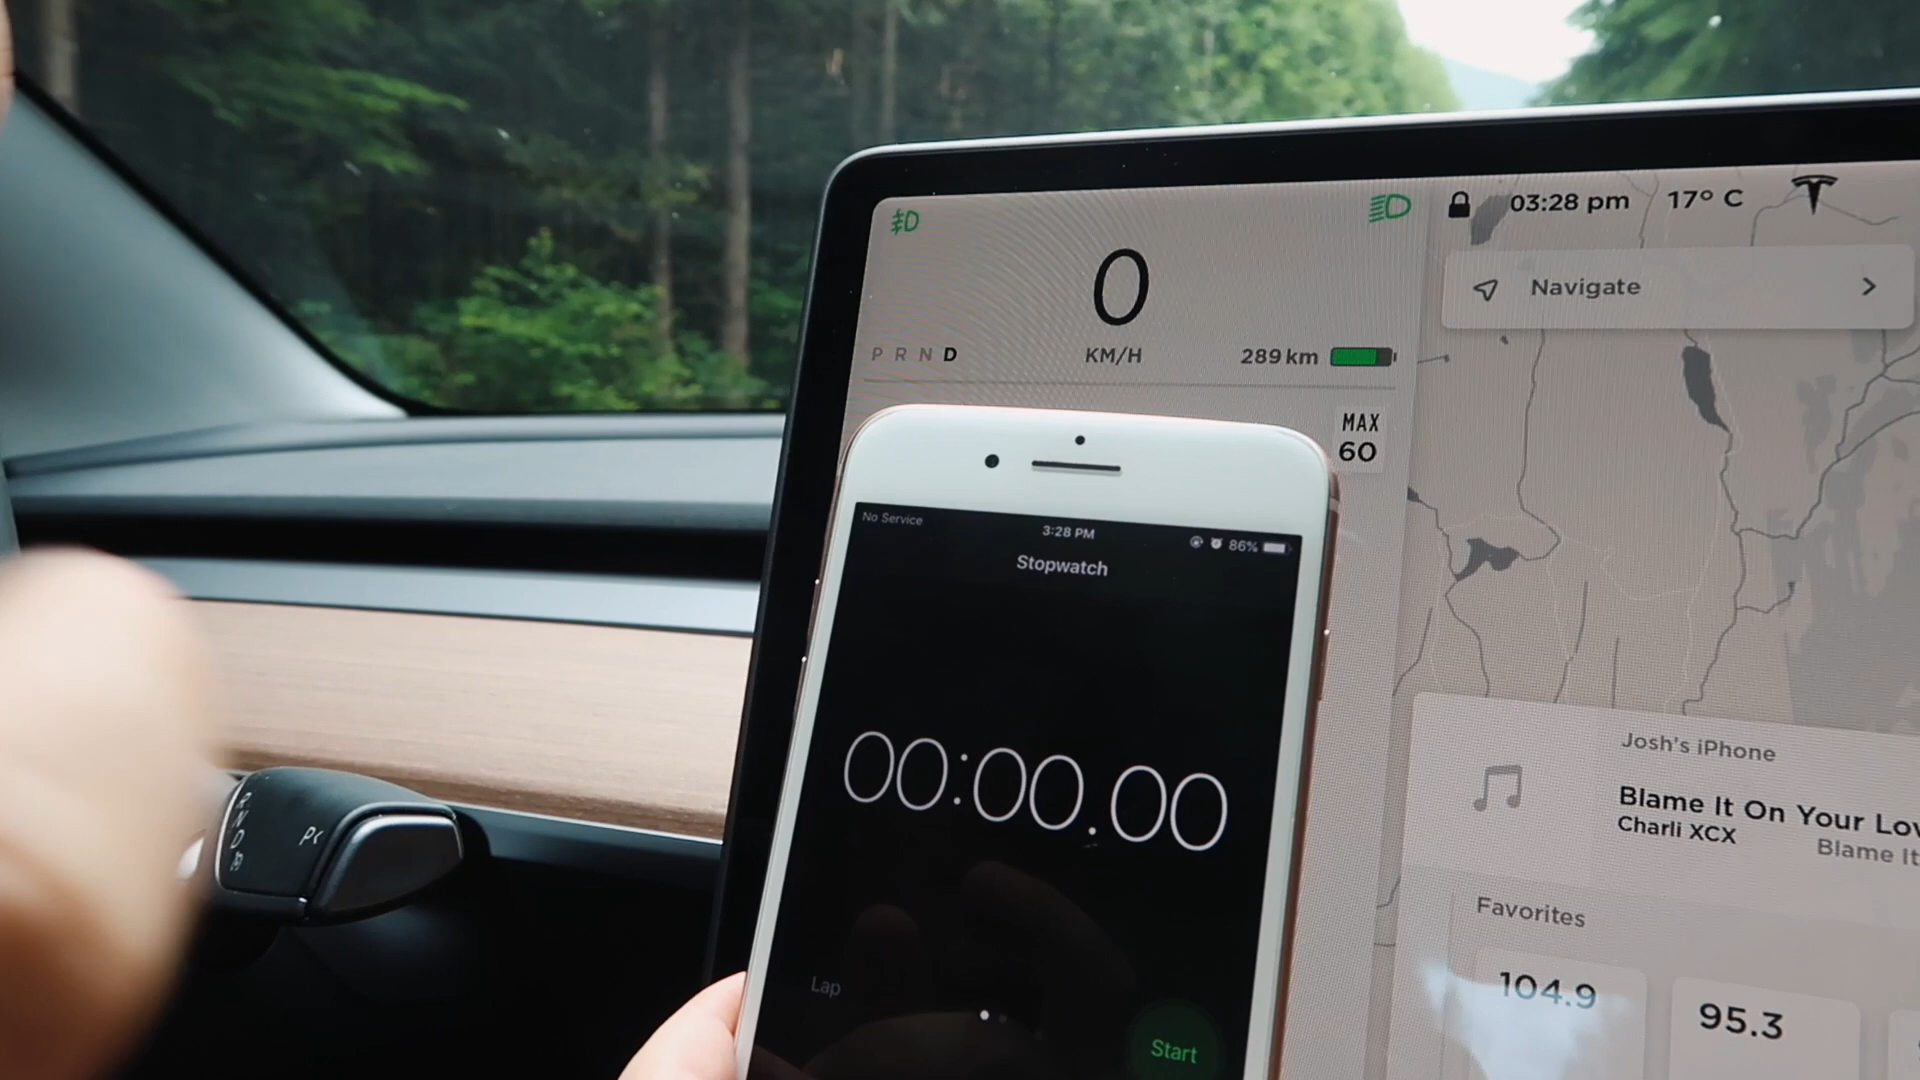 03:28 pm 17° C
0
KM/H
P R N D
289 km
Navigate
MAX
60
No Service
3:28 PM
86%
Stopwatch
00:00.00
Lap
Start
Josh's iPhone
Blame It On Your Lov
Charli XCX
Blame It
Favorites
104.9
95.3
R
N
D
P<